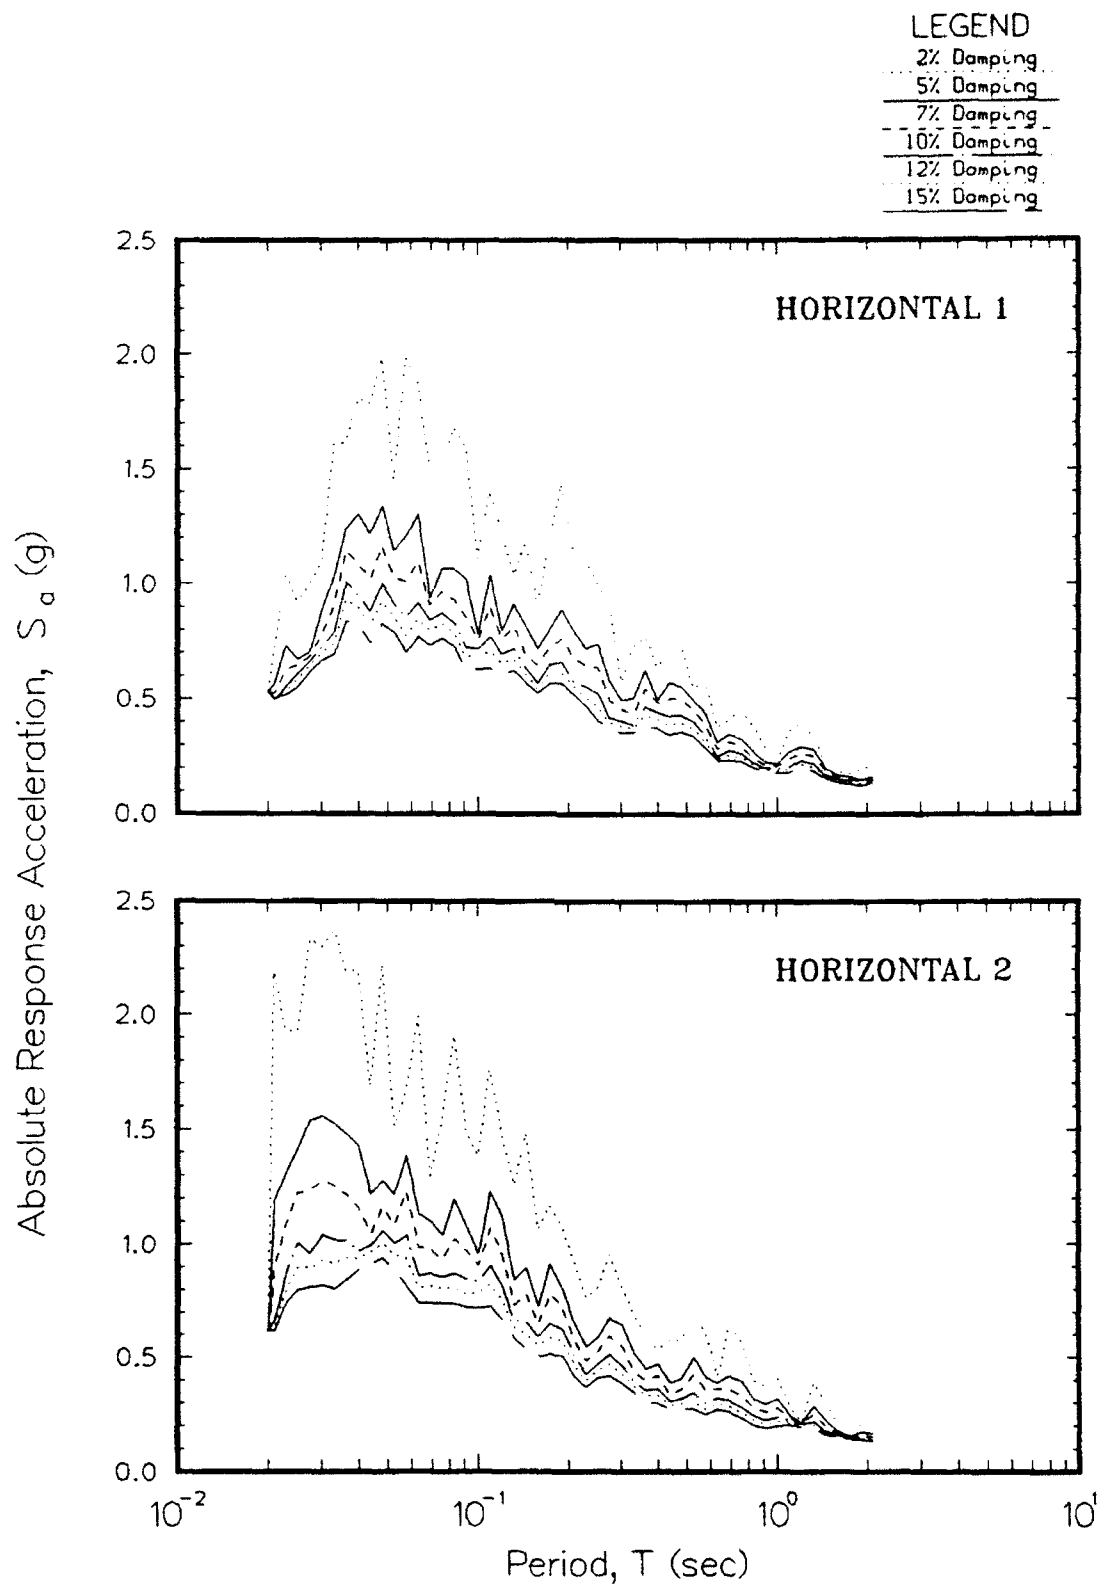 LEGEND
2% Damping
5% Damping
7% Damping
10% Damping
12% Damping
15% Damping
2.5
HORIZONTAL 1
2.0
1.5
1.0
0.5
0.0
Absolute Response Acceleration, S a (g)
2.5
HORIZONTAL 2
2.0
1.5
1.0
0.5
0.0
10⁻² 10⁻¹ 10⁰ 10¹
Period, T (sec)